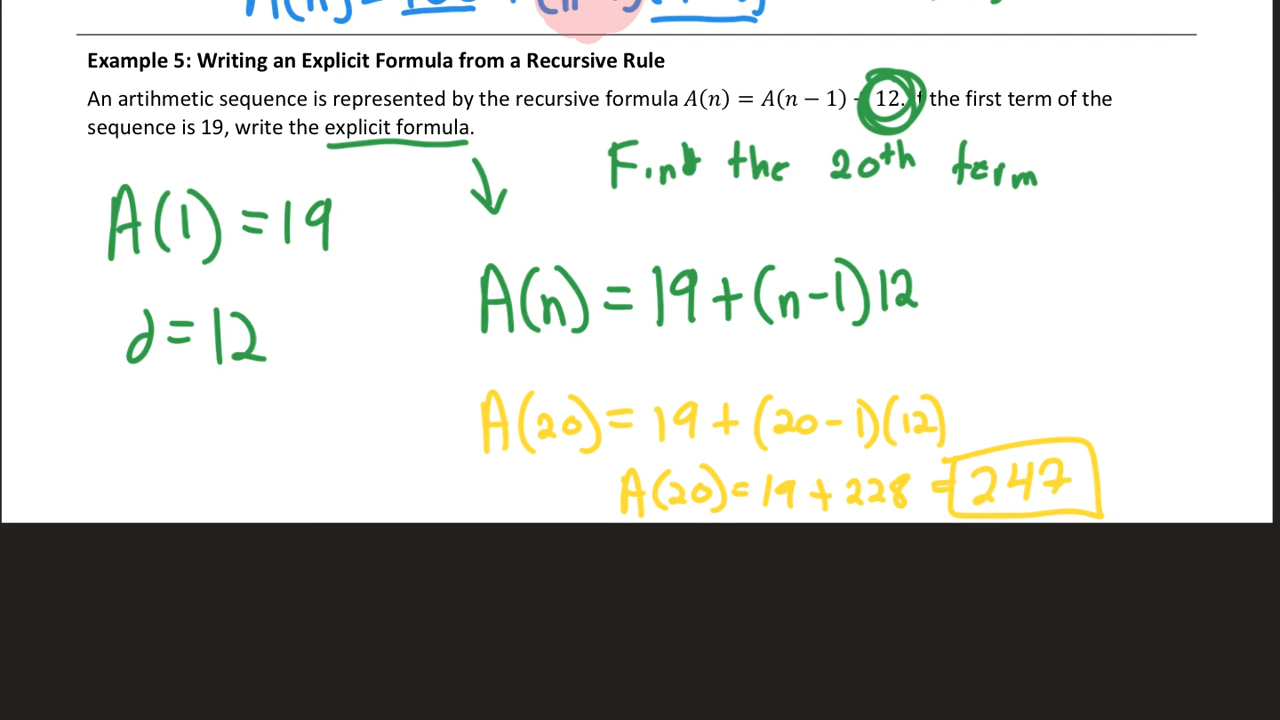 A(n) =
Example 5: Writing an Explicit Formula from a Recursive Rule
An artihmetic sequence is represented by the recursive formula A(n) = A(n − 1) 12. the first term of the
sequence is 19, write the explicit formula.
Find the 20th term
A(1) = 19
d = 12
A(n) = 19 + (n-1) 12
A(20) = 19 + (20-1)(12)
A(20) = 19 + 228 = 247